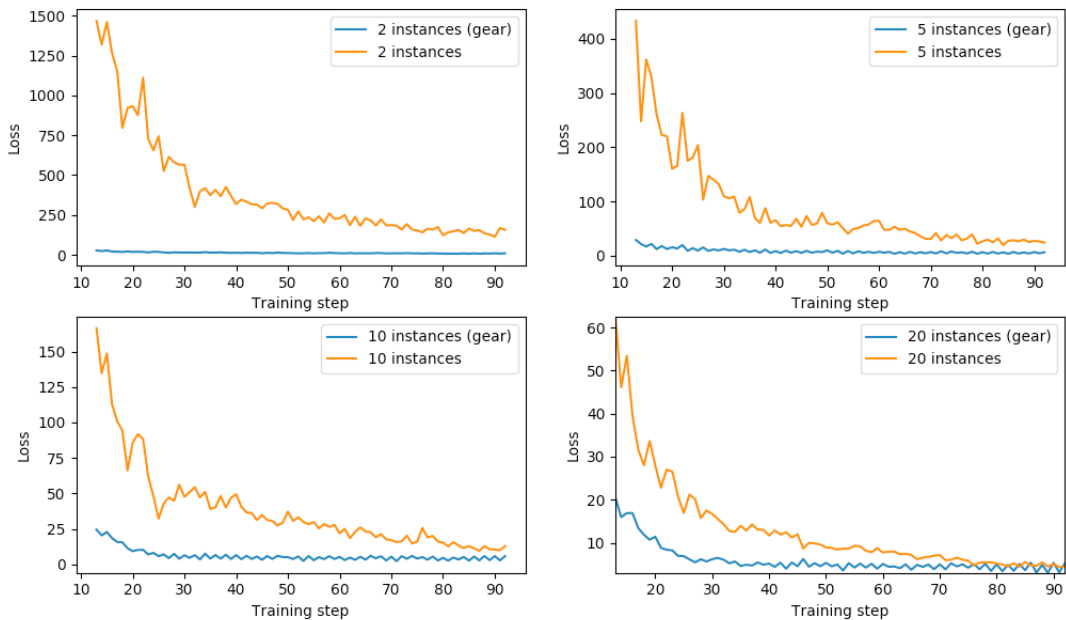 1500
1250
1000
750
500
250
0
Loss
2 instances (gear)
2 instances
10 20 30 40 50 60 70 80 90
Training step
400
300
200
100
0
Loss
5 instances (gear)
5 instances
10 20 30 40 50 60 70 80 90
Training step
150
125
100
75
50
25
0
Loss
10 instances (gear)
10 instances
10 20 30 40 50 60 70 80 90
Training step
60
50
40
30
20
10
Loss
20 instances (gear)
20 instances
20 30 40 50 60 70 80 90
Training step